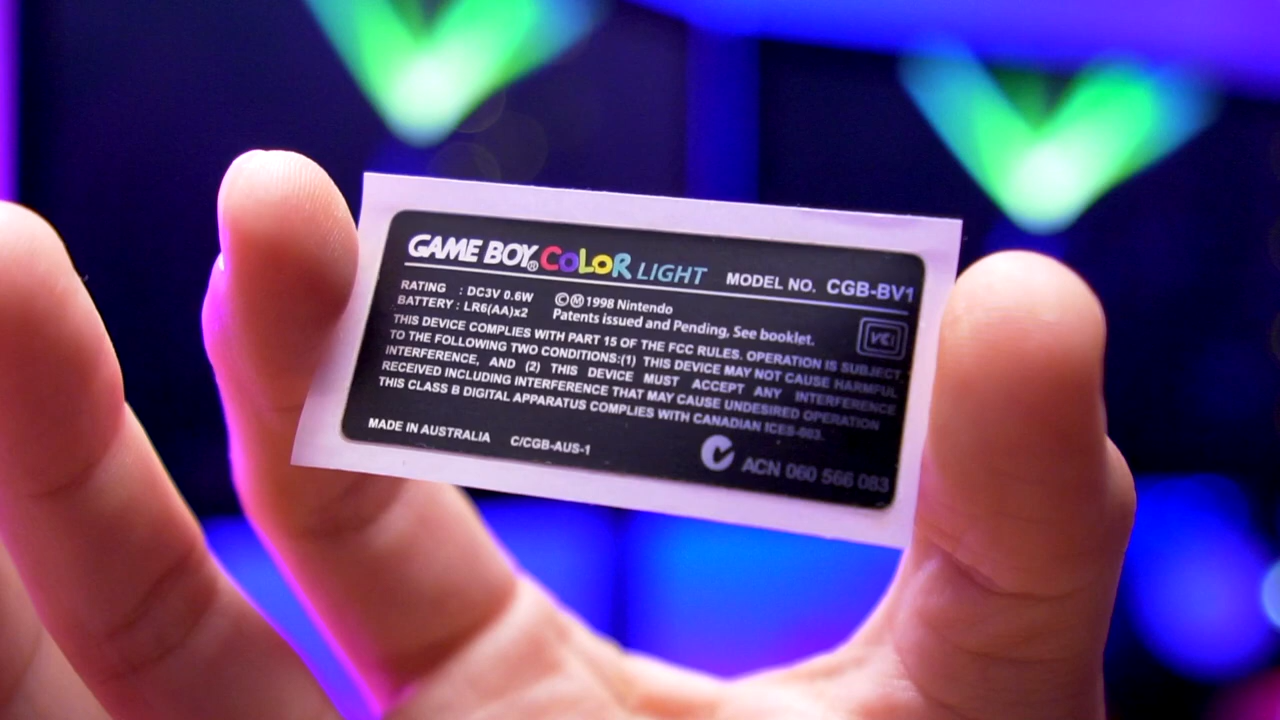 GAME BOY® COLOR LIGHT MODEL NO. CGB-BV1
RATING : DC3V 0.6W
BATTERY : LR6(AA)x2
©Ⓜ1998 Nintendo
Patents issued and Pending, See booklet.
VCI
THIS DEVICE COMPLIES WITH PART 15 OF THE FCC RULES. OPERATION IS SUBJECT
TO THE FOLLOWING TWO CONDITIONS:(1) THIS DEVICE MAY NOT CAUSE HARMFUL
INTERFERENCE, AND (2) THIS DEVICE MUST ACCEPT ANY INTERFERENCE
RECEIVED INCLUDING INTERFERENCE THAT MAY CAUSE UNDESIRED OPERATION
THIS CLASS B DIGITAL APPARATUS COMPLIES WITH CANADIAN ICES-003.
MADE IN AUSTRALIA C/CGB-AUS-1
ACN 060 566 083